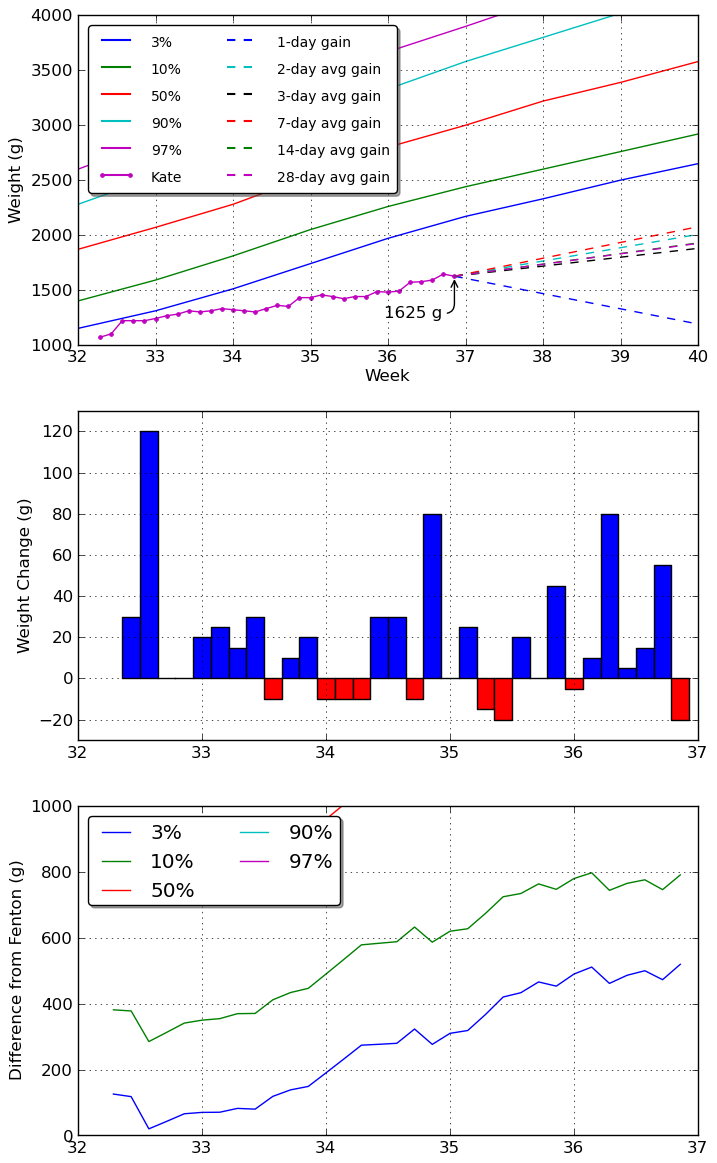 4000
3500
3000
2500
2000
1500
1000
Weight (g)
3%
10%
50%
90%
97%
Kate
1-day gain
2-day avg gain
3-day avg gain
7-day avg gain
14-day avg gain
28-day avg gain
1625 g
32 33 34 35 36 37 38 39 40
Week
120
100
80
60
40
20
0
−20
Weight Change (g)
32 33 34 35 36 37
1000
800
600
400
200
0
Difference from Fenton (g)
3%
10%
50%
90%
97%
32 33 34 35 36 37